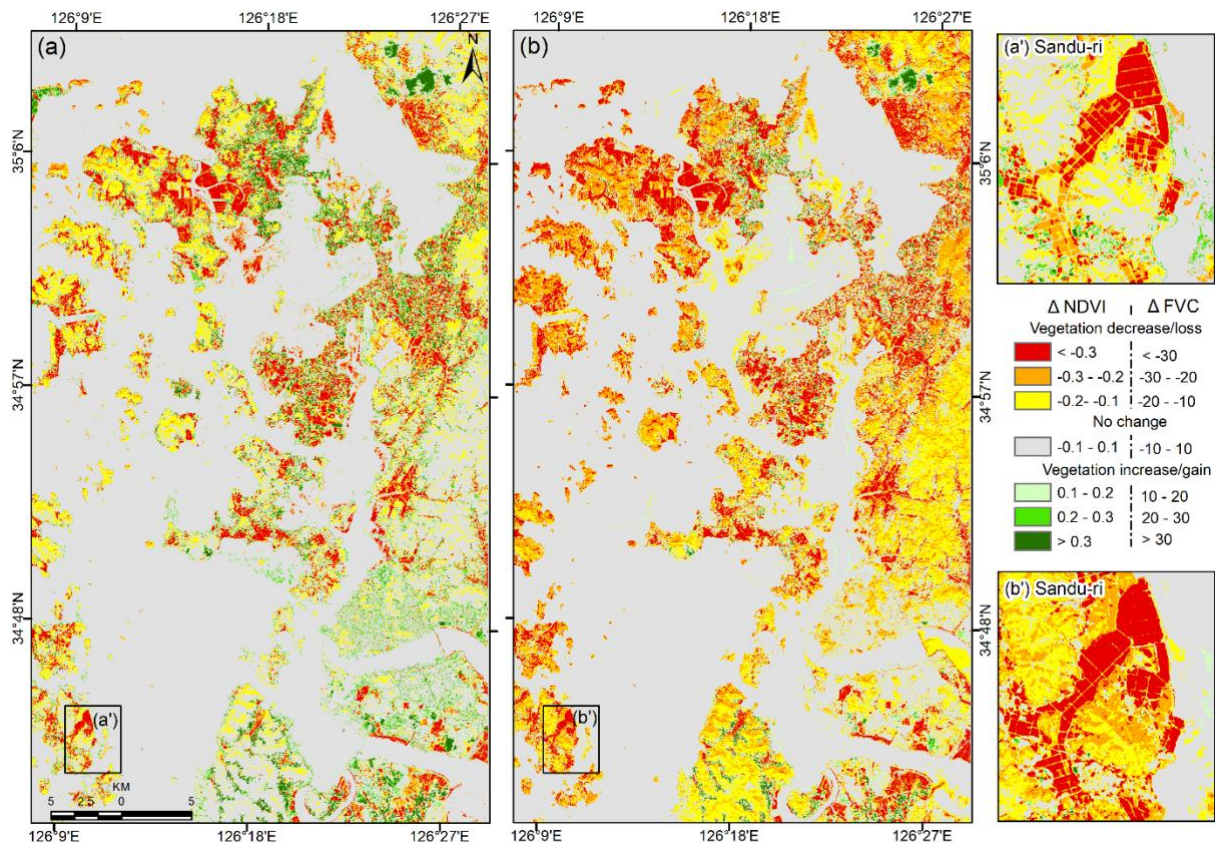 126°9'E 126°18'E 126°27'E 126°9'E 126°18'E 126°27'E
(a) N (b) (a') Sandu-ri
35°6'N 35°6'N
Δ NDVI Δ FVC
Vegetation decrease/loss
< -0.3 < -30
-0.3 - -0.2 -30 - -20
34°57'N 34°57'N
-0.2- -0.1 -20 - -10
No change
-0.1 - 0.1 -10 - 10
Vegetation increase/gain
0.1 - 0.2 10 - 20
0.2 - 0.3 20 - 30
> 0.3 > 30
(b') Sandu-ri
34°48'N 34°48'N
(a') (b')
KM
5 2.5 0 5
126°9'E 126°18'E 126°27'E 126°9'E 126°18'E 126°27'E